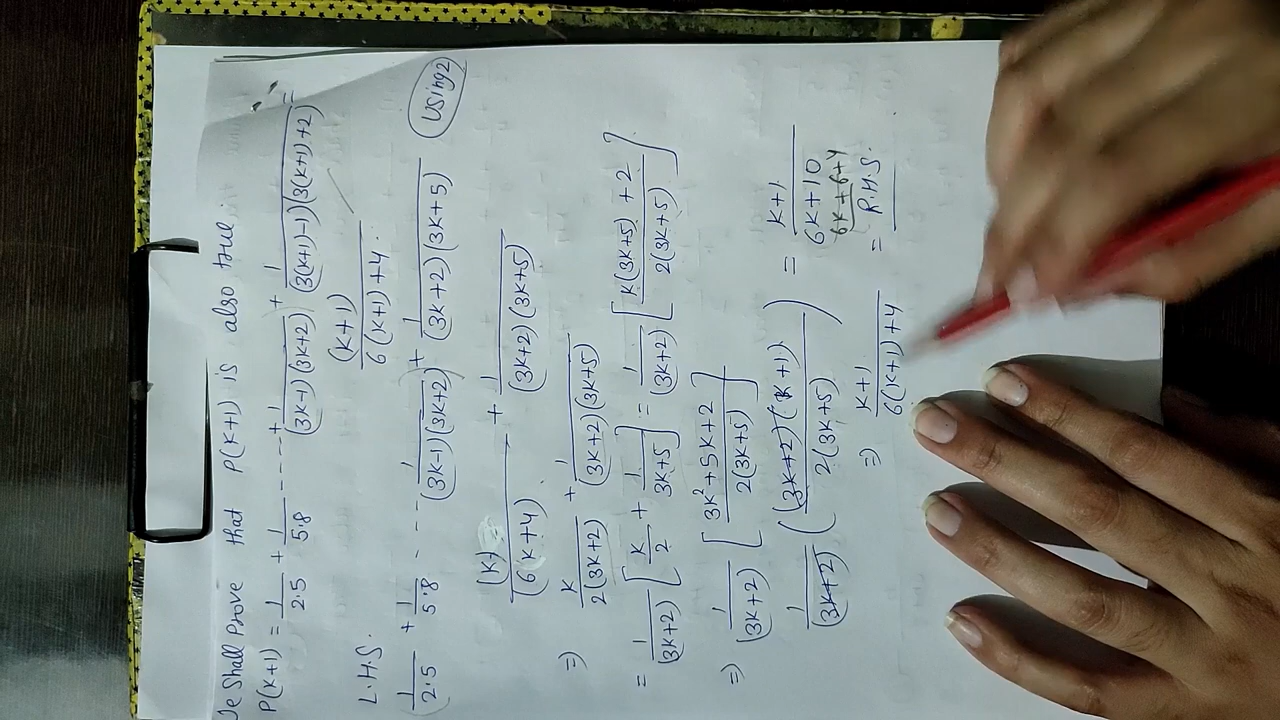 Je Shall Prove that P(K+1) is also true.
P(K+1) = 1/2.5 + 1/5.8 ----+ 1/(3K-1)(3K+2) + 1/(3(K+1)-1)(3(K+1)+2) =
(K+1)/6(K+1)+4.
L.H.S.
1/2.5 + 1/5.8 - - - 1/(3K-1)(3K+2) + 1/(3K+2)(3K+5) Using 2
(K)/(6K+4) + 1/(3K+2)(3K+5)
=) K/2(3K+2) + 1/(3K+2)(3K+5)
= 1/(3K+2) [K/2 + 1/3K+5] = 1/(3K+2) [K(3K+5)+2/2(3K+5)]
=) 1/(3K+2) [3K²+5K+2/2(3K+5)]
1/(3K+2) ((3K+2)(K+1)/2(3K+5)) = K+1/6K+10
6K+6+4
=) K+1/6(K+1)+4 = R.H.S.